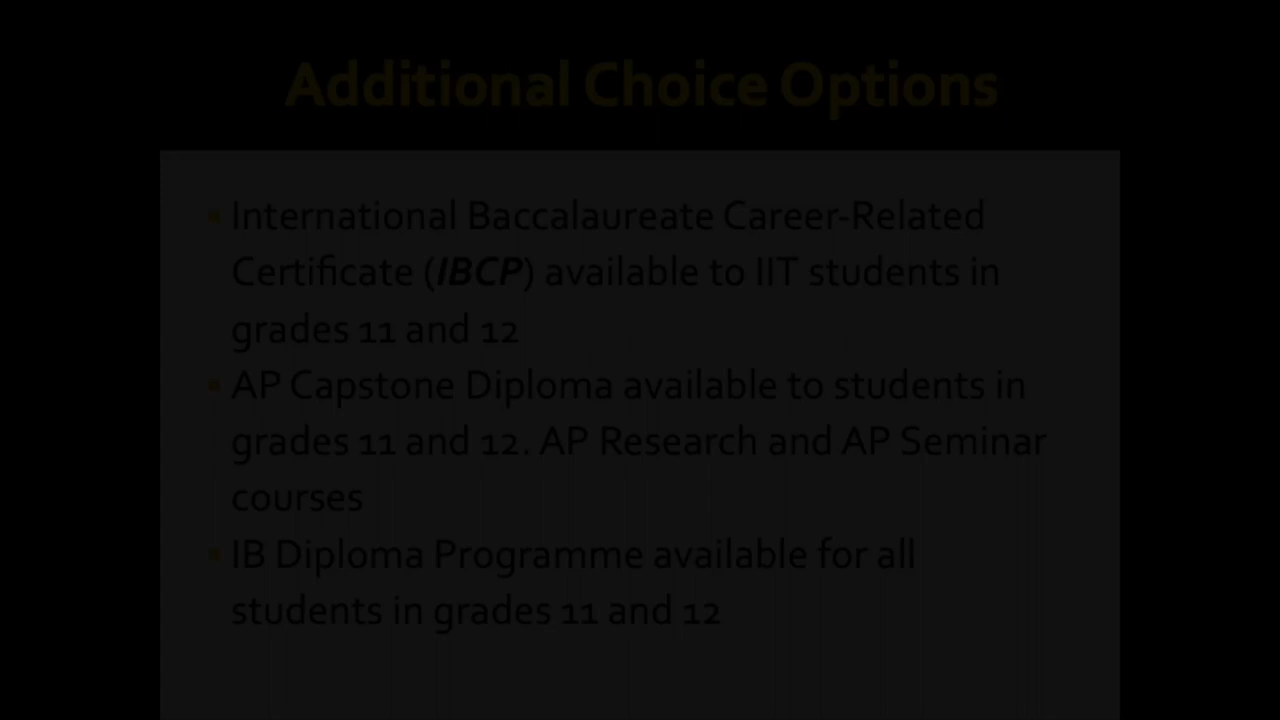 Additional Choice Options
International Baccalaureate Career-Related
Certificate (IBCP) available to IIT students in
grades 11 and 12
AP Capstone Diploma available to students in
grades 11 and 12. AP Research and AP Seminar
courses
IB Diploma Programme available for all
students in grades 11 and 12